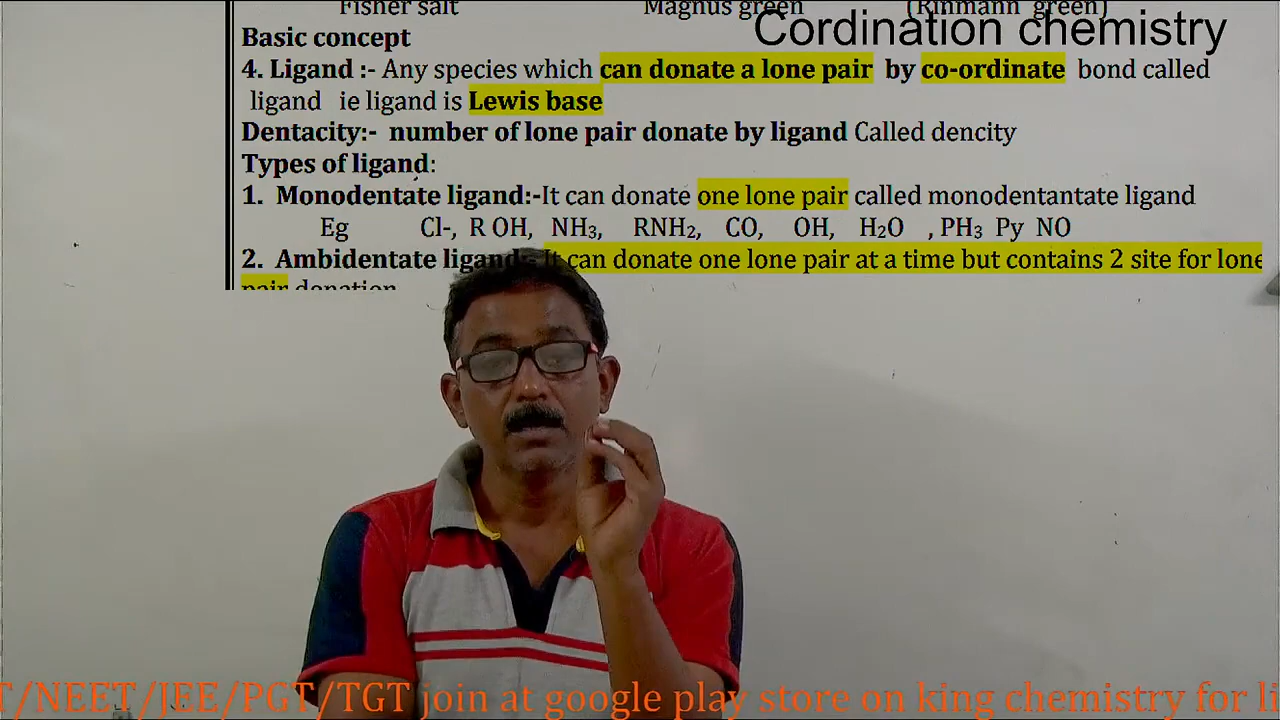 Fisher salt Magnus green (Rinmann green)
Cordination chemistry
Basic concept
4. Ligand :- Any species which can donate a lone pair by co-ordinate bond called
ligand ie ligand is Lewis base
Dentacity:- number of lone pair donate by ligand Called dencity
Types of ligand:
1. Monodentate ligand:-It can donate one lone pair called monodentantate ligand
Eg Cl-, R OH, NH₃, RNH₂, CO, OH, H₂O , PH₃ Py NO
2. Ambidentate ligand:- It can donate one lone pair at a time but contains 2 site for lone
pair donation
T/NEET/JEE/PGT/TGT join at google play store on king chemistry for li